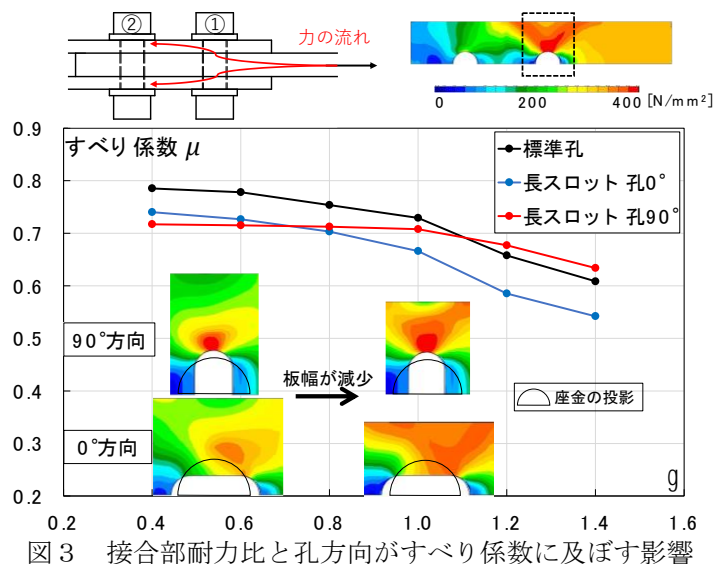 ② ①
力の流れ
0 200 400 [N/mm²]
0.9
0.8
0.7
0.6
0.5
0.4
0.3
0.2
すべり係数 μ
標準孔
長スロット 孔0°
長スロット 孔90°
90°方向
板幅が減少
座金の投影
0°方向
g
0.2 0.4 0.6 0.8 1.0 1.2 1.4 1.6
図3 接合部耐力比と孔方向がすべり係数に及ぼす影響